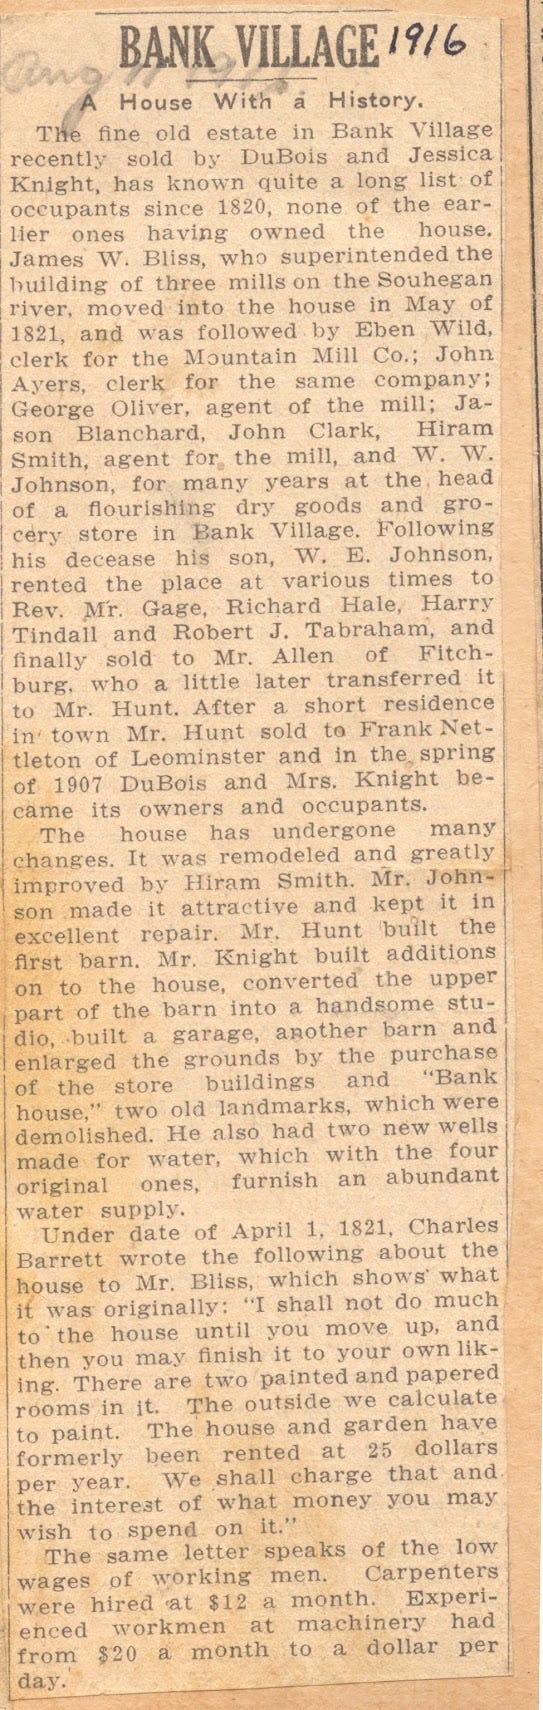 BANK VILLAGE 1916
Aug 11
A House With a History.
The fine old estate in Bank Village
recently sold by DuBois and Jessica
Knight, has known quite a long list of
occupants since 1820, none of the ear-
lier ones having owned the house.
James W. Bliss, who superintended the
building of three mills on the Souhegan
river, moved into the house in May of
1821, and was followed by Eben Wild,
clerk for the Mountain Mill Co.; John
Ayers, clerk for the same company;
George Oliver, agent of the mill; Ja-
son Blanchard, John Clark, Hiram
Smith, agent for the mill, and W. W.
Johnson, for many years at the head
of a flourishing dry goods and gro-
cery store in Bank Village. Following
his decease his son, W. E. Johnson,
rented the place at various times to
Rev. Mr. Gage, Richard Hale, Harry
Tindall and Robert J. Tabraham, and
finally sold to Mr. Allen of Fitch-
burg, who a little later transferred it
to Mr. Hunt. After a short residence
in town Mr. Hunt sold to Frank Net-
tleton of Leominster and in the spring
of 1907 DuBois and Mrs. Knight be-
came its owners and occupants.
The house has undergone many
changes. It was remodeled and greatly
improved by Hiram Smith. Mr. John-
son made it attractive and kept it in
excellent repair. Mr. Hunt built the
first barn. Mr. Knight built additions
on to the house, converted the upper
part of the barn into a handsome stu-
dio, built a garage, another barn and
enlarged the grounds by the purchase
of the store buildings and "Bank
house," two old landmarks, which were
demolished. He also had two new wells
made for water, which with the four
original ones, furnish an abundant
water supply.
Under date of April 1, 1821, Charles
Barrett wrote the following about the
house to Mr. Bliss, which shows what
it was originally: "I shall not do much
to the house until you move up, and
then you may finish it to your own lik-
ing. There are two painted and papered
rooms in it. The outside we calculate
to paint. The house and garden have
formerly been rented at 25 dollars
per year. We shall charge that and
the interest of what money you may
wish to spend on it."
The same letter speaks of the low
wages of working men. Carpenters
were hired at $12 a month. Experi-
enced workmen at machinery had
from $20 a month to a dollar per
day.